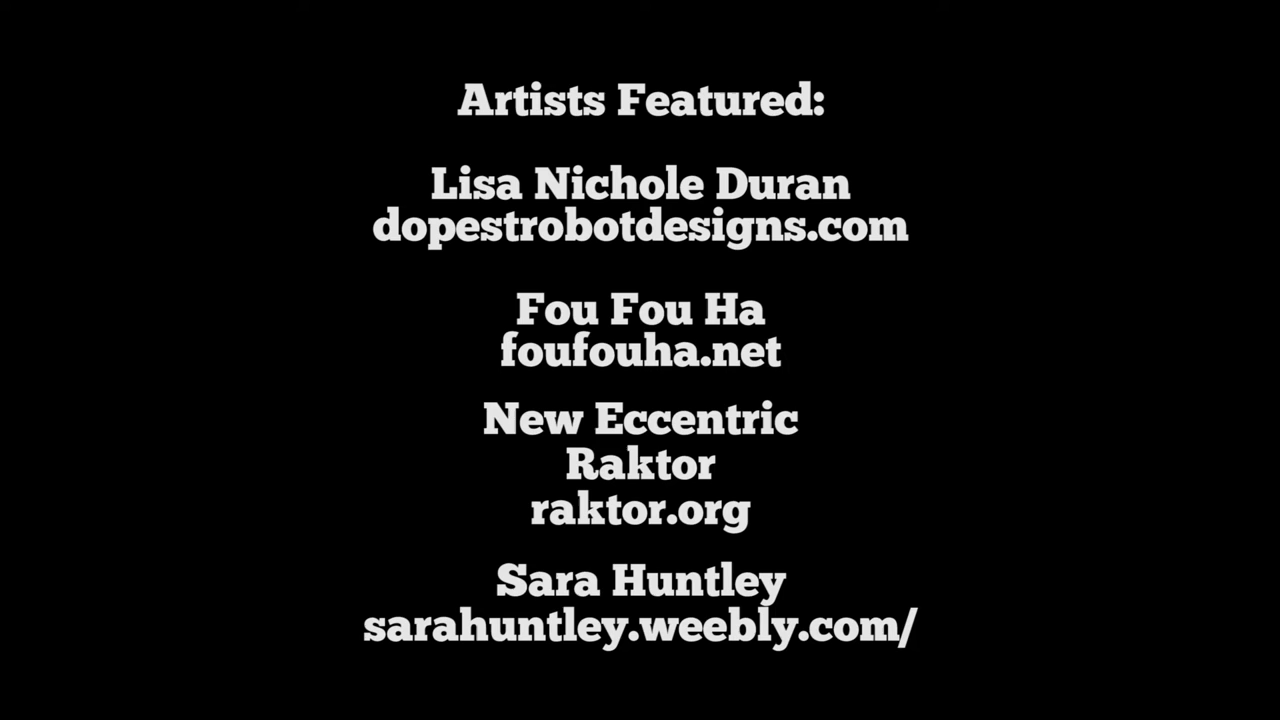 Artists Featured:
Lisa Nichole Duran
dopestrobotdesigns.com
Fou Fou Ha
foufouha.net
New Eccentric
Raktor
raktor.org
Sara Huntley
sarahuntley.weebly.com/